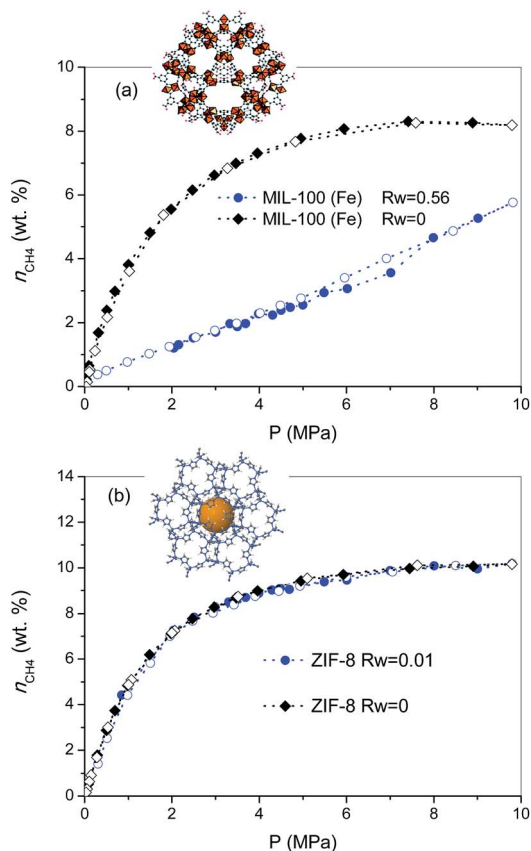 (a)
10
8
6
4
2
0
n_CH4 (wt. %)
MIL-100 (Fe) Rw=0.56
MIL-100 (Fe) Rw=0
0 2 4 6 8 10
P (MPa)
(b)
14
12
10
8
6
4
2
0
n_CH4 (wt. %)
ZIF-8 Rw=0.01
ZIF-8 Rw=0
0 2 4 6 8 10
P (MPa)